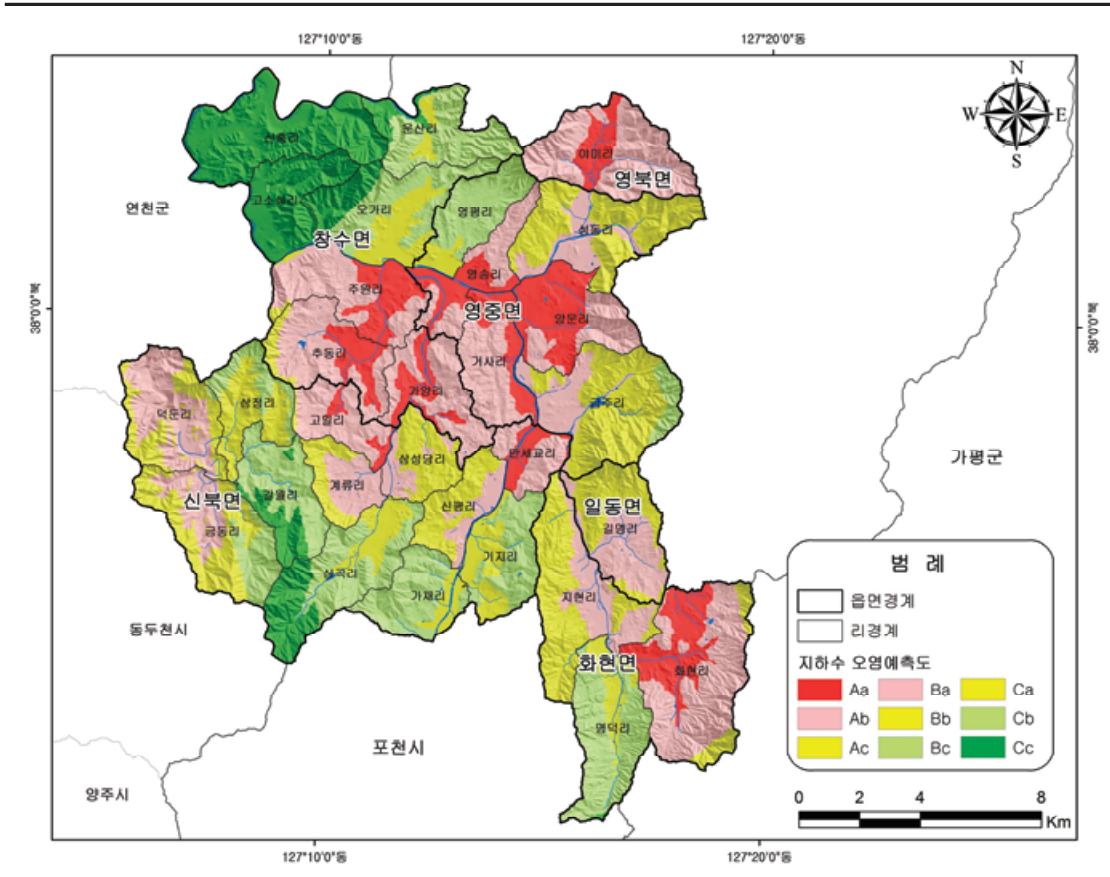 127°10'0"동 127°20'0"동
N
W E
S
신흥리
운산리
야미리
영북면
고소성리
오가리
영평리
연천군
성동리
창수면
영송리
주원리
38°0'0"북 38°0'0"북
영중면
양문리
추동리
거사리
가양리
금주리
덕둔리
삼정리
고일리
만세교리
삼성당리
계류리
가평군
신북면
갈월리
신평리
일동면
금동리
길명리
기지리
심곡리
가채리
지현리
동두천시
화현면
화현리
명덕리
포천시
양주시
범 례
읍면경계
리경계
지하수 오염예측도
Aa Ba Ca
Ab Bb Cb
Ac Bc Cc
0 2 4 8
Km
127°10'0"동 127°20'0"동